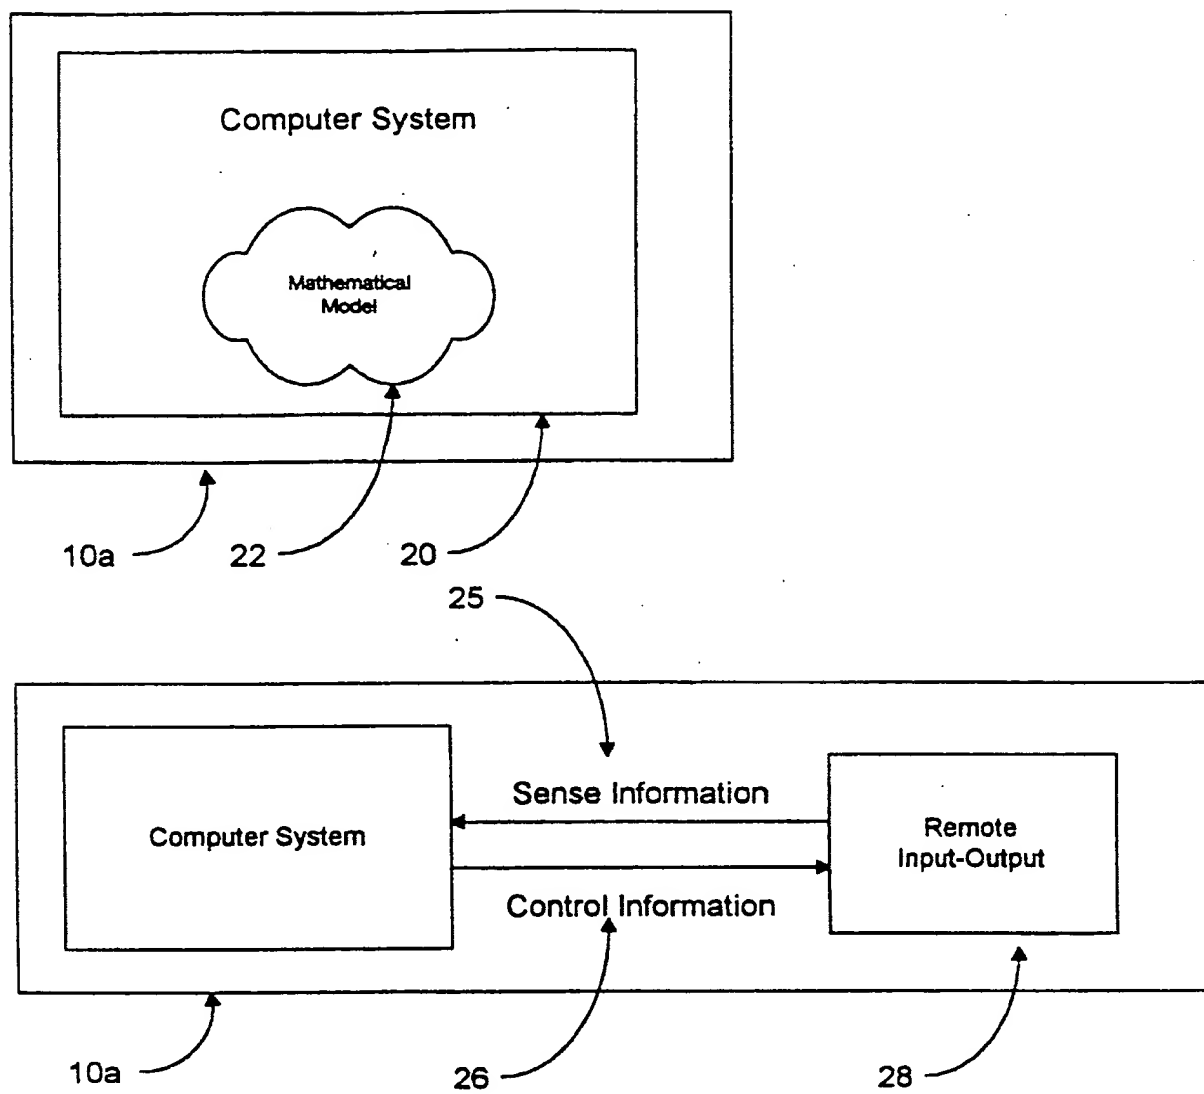 Computer System
Mathematical
Model
10a
22
20
25
Sense Information
Computer System
Remote
Input-Output
Control Information
10a
26
28